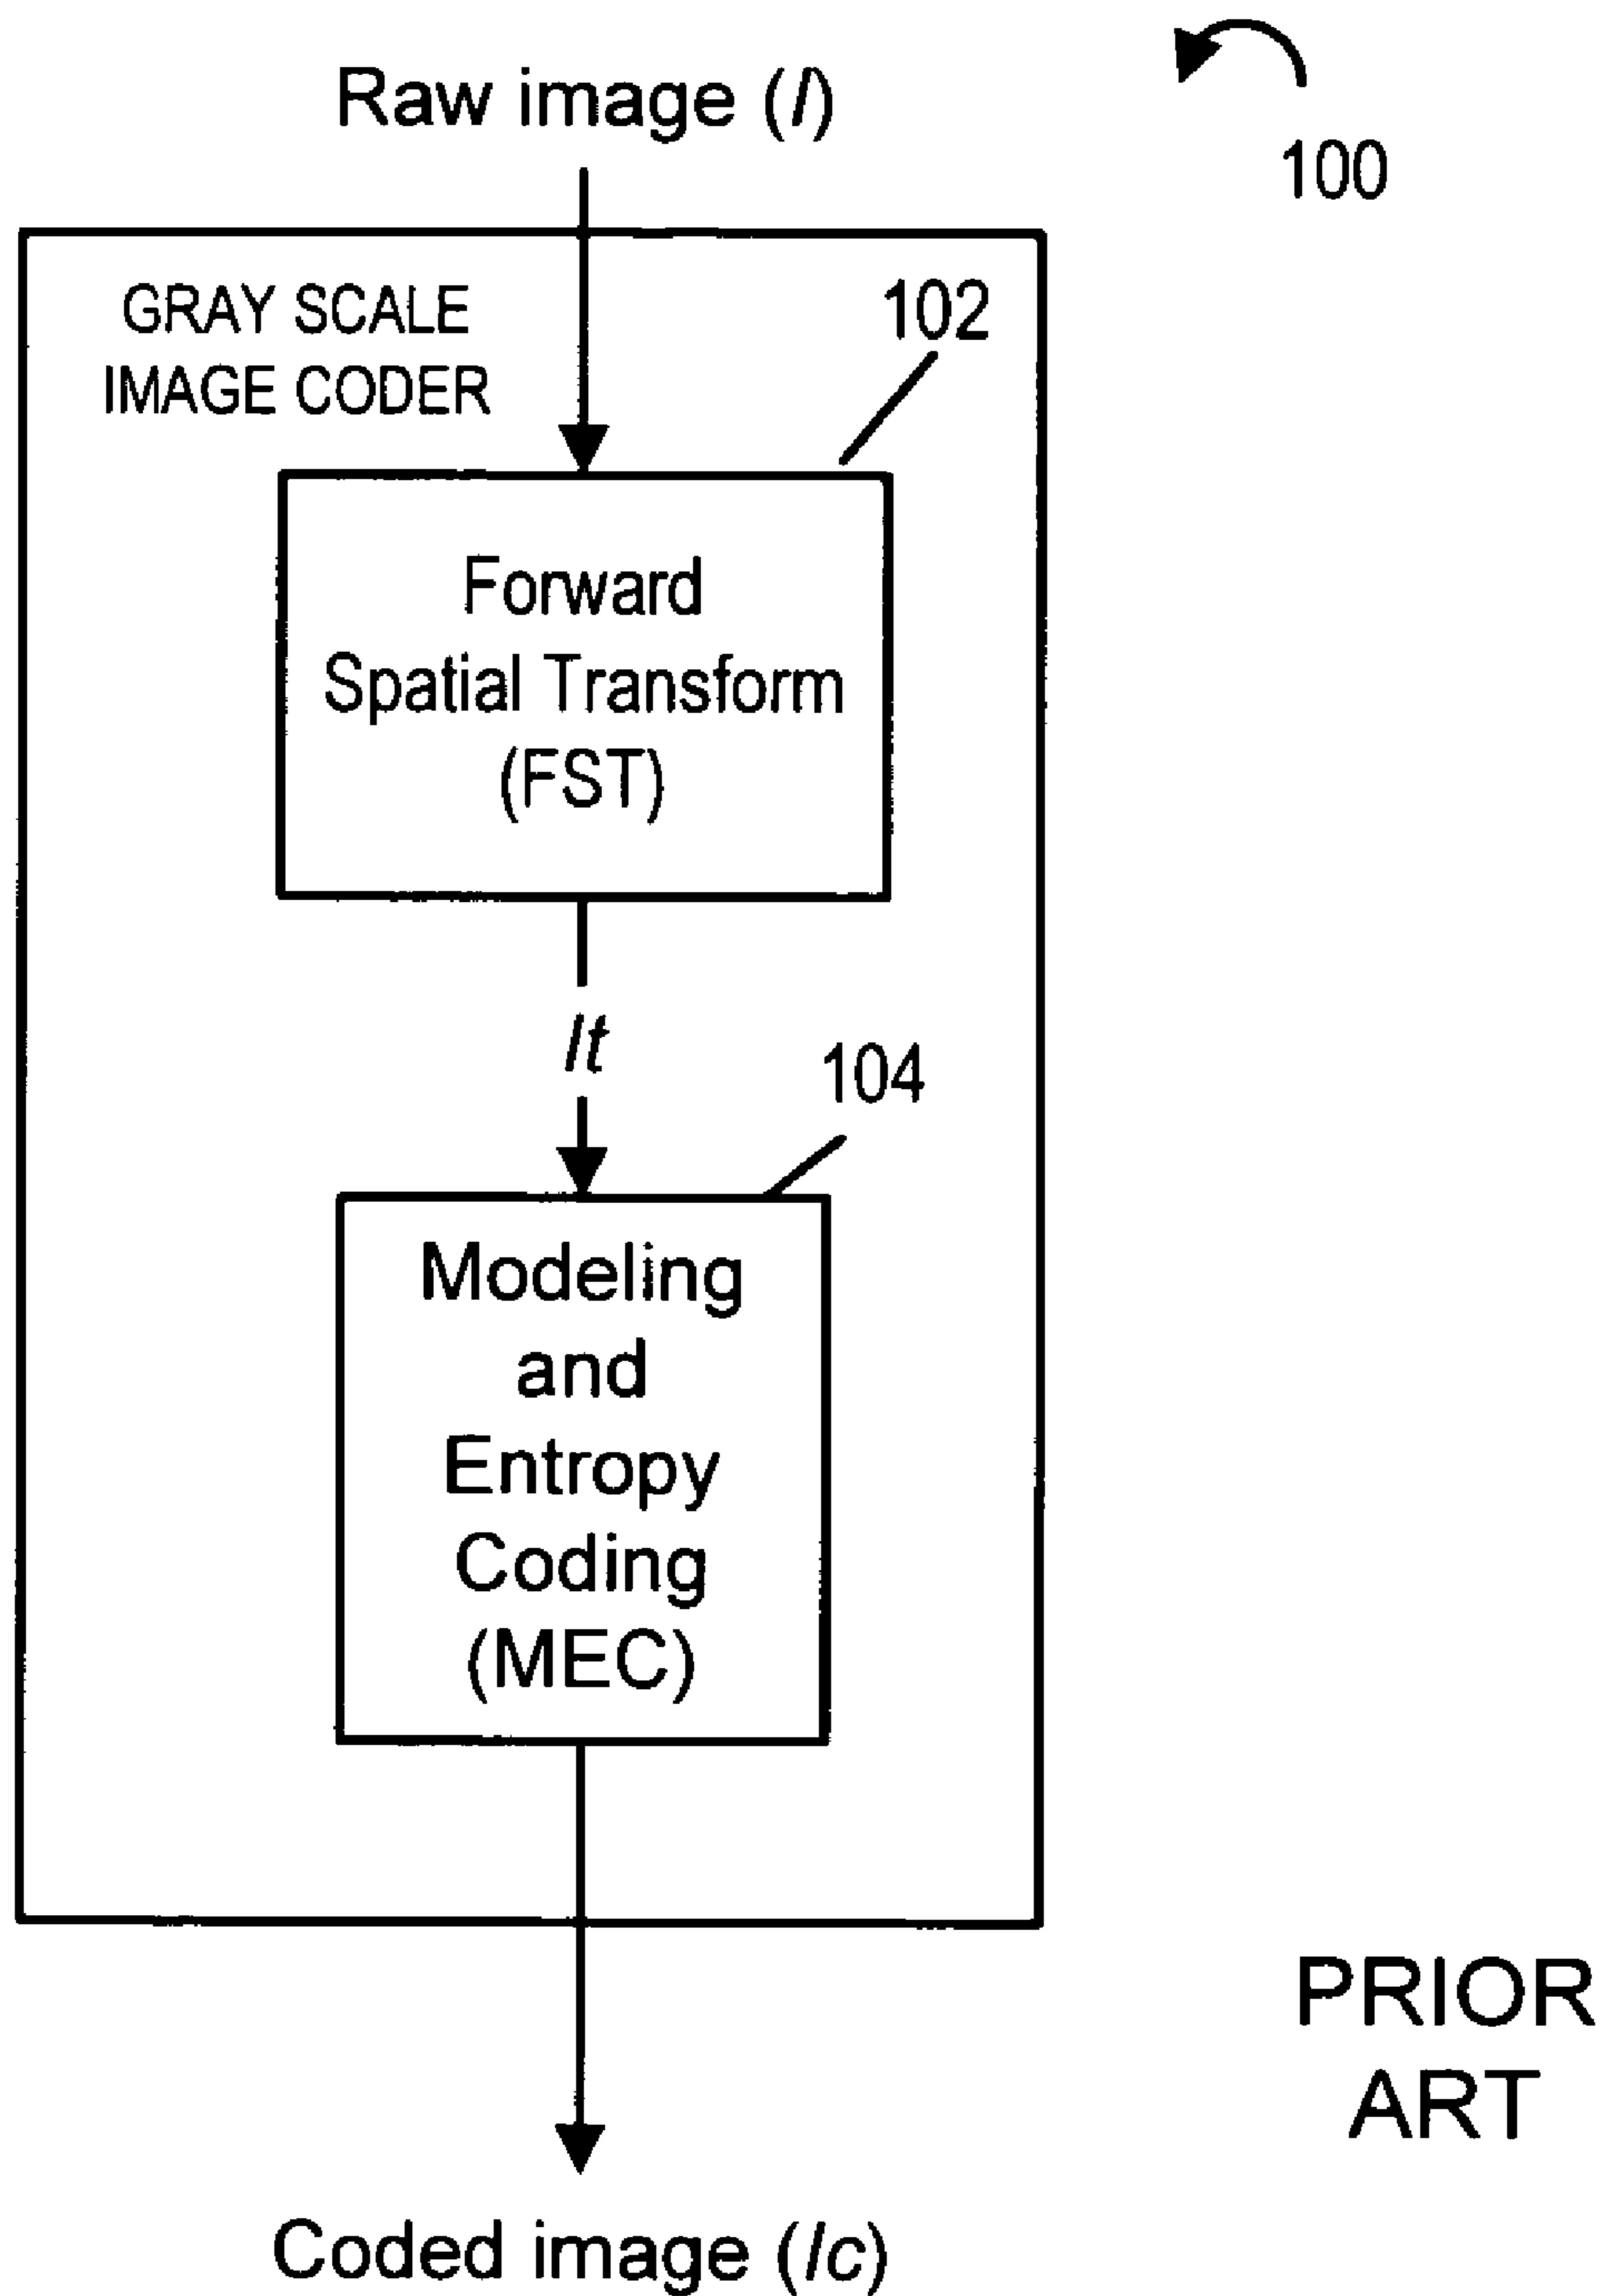 Raw image (I)
100
GRAY SCALE
IMAGE CODER
102
Forward
Spatial Transform
(FST)
It
104
Modeling
and
Entropy
Coding
(MEC)
PRIOR
ART
Coded image (Ic)